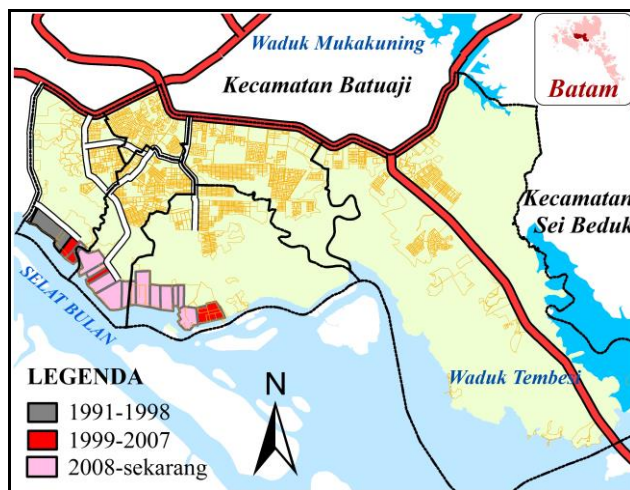 Waduk Mukakuning
Kecamatan Batuaji
Batam
Kecamatan
Sei Beduk
SELAT BULAN
Waduk Tembesi
LEGENDA
1991-1998
1999-2007
2008-sekarang
N